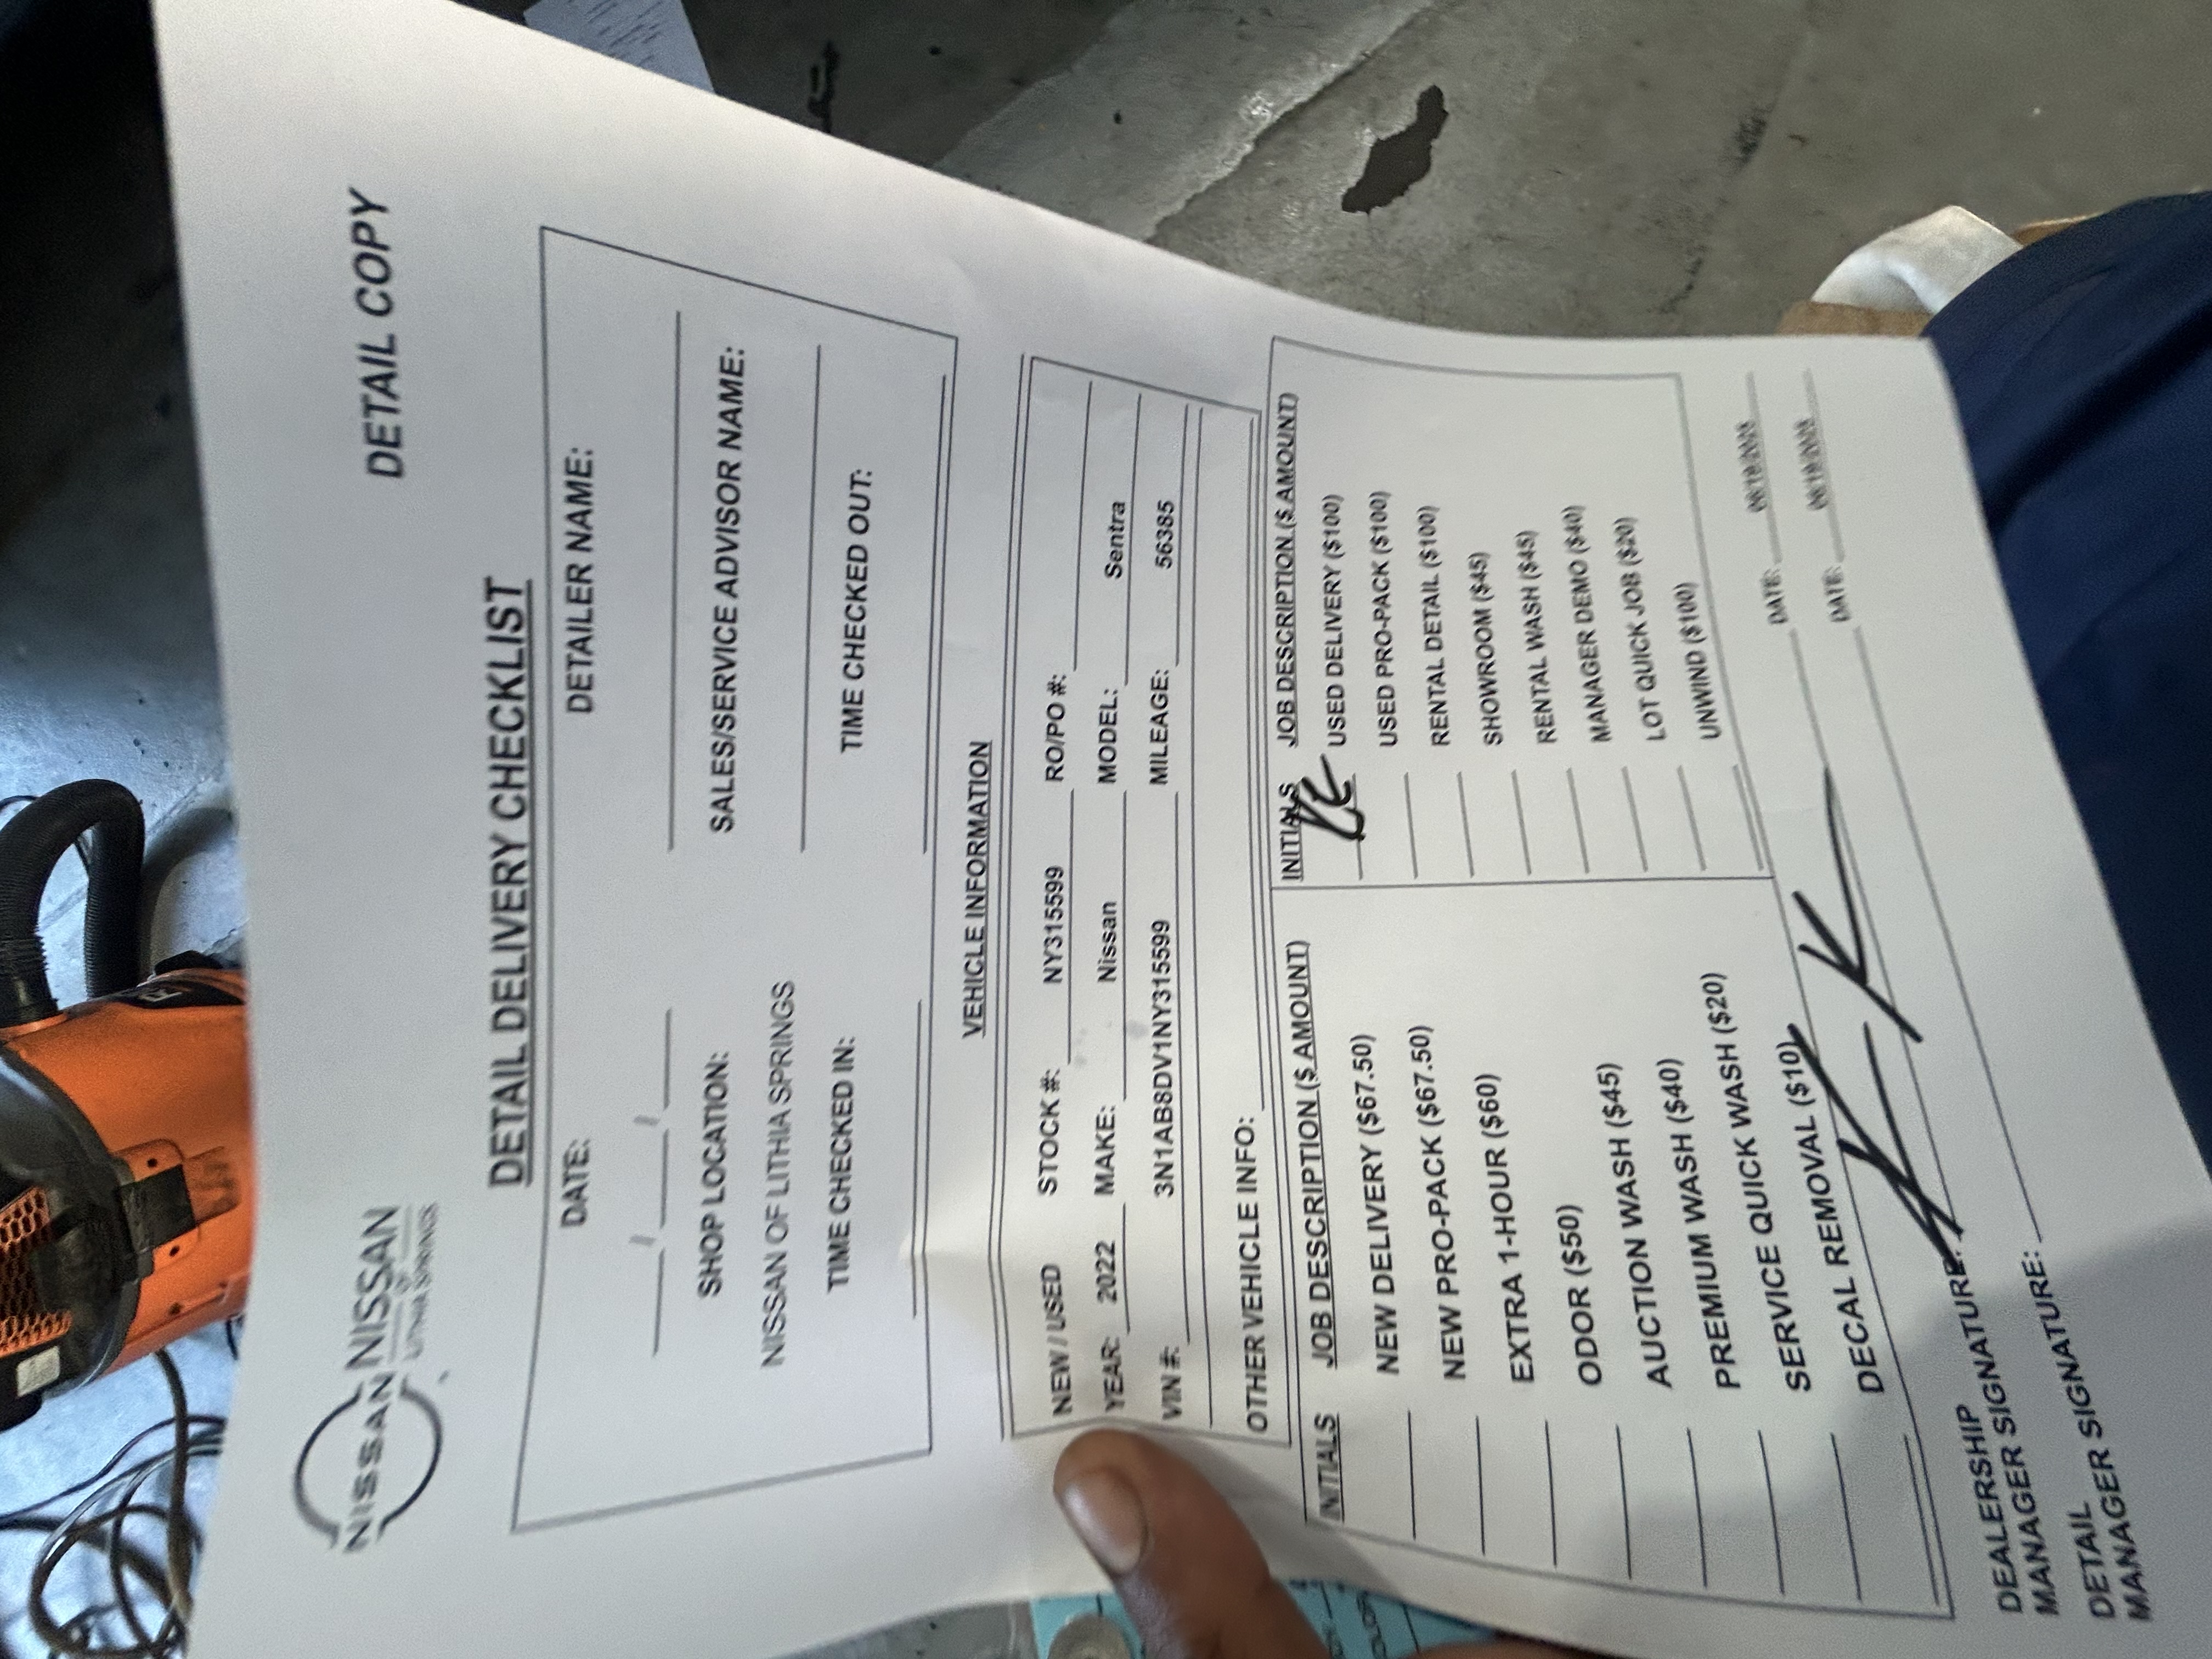 NISSAN NISSAN
OF
LITHIA SPRINGS
DETAIL COPY
DETAIL DELIVERY CHECKLIST
DATE: DETAILER NAME:
/ /
SHOP LOCATION: SALES/SERVICE ADVISOR NAME:
NISSAN OF LITHIA SPRINGS
TIME CHECKED IN: TIME CHECKED OUT:
VEHICLE INFORMATION
NEW / USED STOCK #: NY315599 RO/PO #:
YEAR: 2022 MAKE: Nissan MODEL: Sentra
VIN #: 3N1AB8DV1NY315599 MILEAGE: 56385
OTHER VEHICLE INFO:
INITIALS JOB DESCRIPTION ($ AMOUNT) INITIALS JOB DESCRIPTION ($ AMOUNT)
NEW DELIVERY ($67.50) USED DELIVERY ($100)
NEW PRO-PACK ($67.50) USED PRO-PACK ($100)
EXTRA 1-HOUR ($60) RENTAL DETAIL ($100)
ODOR ($50) SHOWROOM ($45)
AUCTION WASH ($45) RENTAL WASH ($45)
PREMIUM WASH ($40) MANAGER DEMO ($40)
SERVICE QUICK WASH ($20) LOT QUICK JOB ($20)
DECAL REMOVAL ($10) UNWIND ($100)
DEALERSHIP
MANAGER SIGNATURE: DATE:
DETAIL
MANAGER SIGNATURE: DATE: